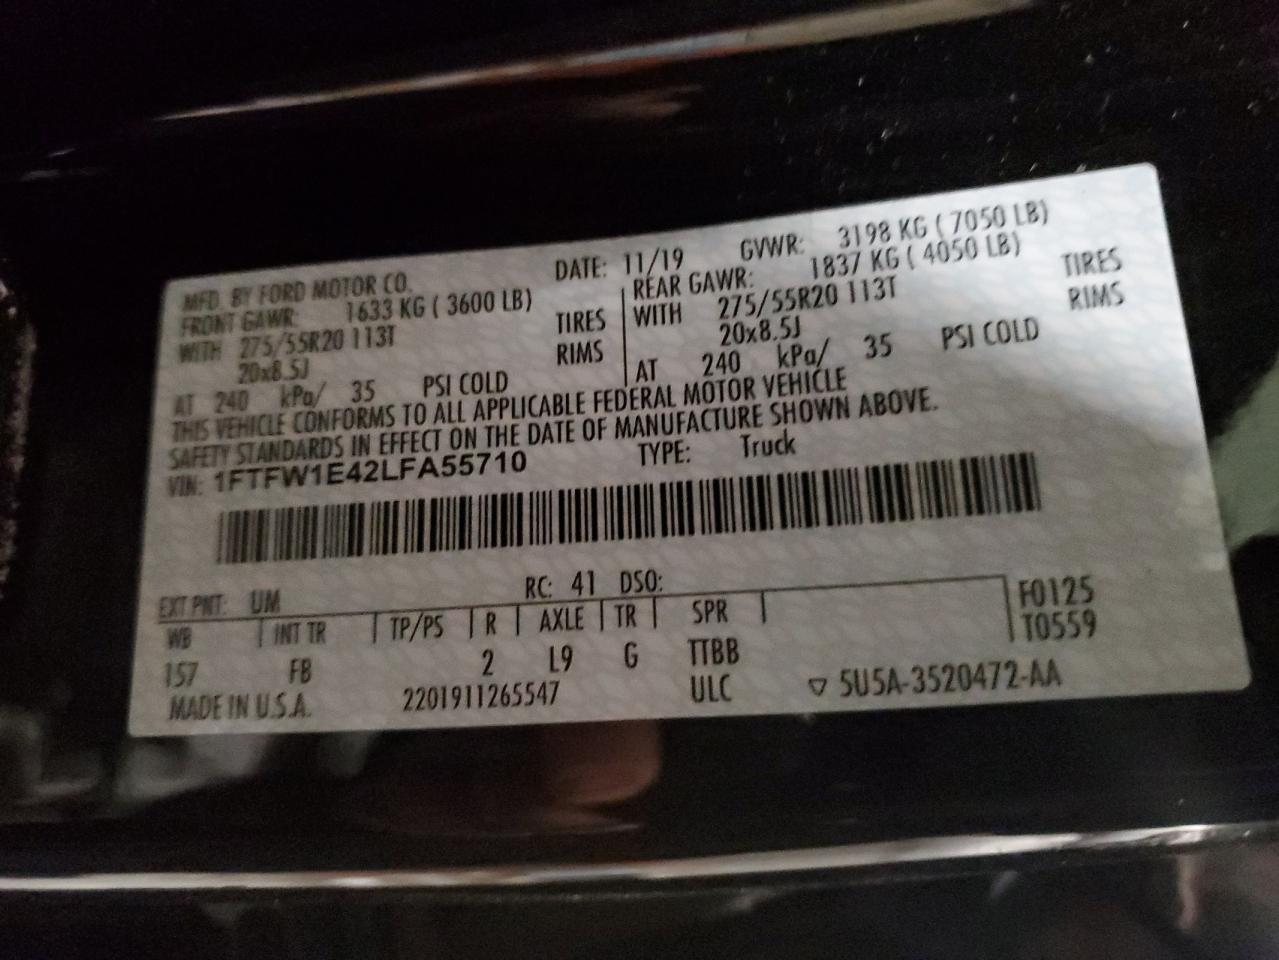 MFD. BY FORD MOTOR CO. DATE: 11/19 GVWR: 3198 KG ( 7050 LB)
FRONT GAWR: 1633 KG ( 3600 LB) REAR GAWR: 1837 KG ( 4050 LB)
WITH 275/55R20 113T TIRES WITH 275/55R20 113T TIRES
20x8.5J RIMS 20x8.5J RIMS
AT 240 kPa/ 35 PSI COLD AT 240 kPa/ 35 PSI COLD
THIS VEHICLE CONFORMS TO ALL APPLICABLE FEDERAL MOTOR VEHICLE
SAFETY STANDARDS IN EFFECT ON THE DATE OF MANUFACTURE SHOWN ABOVE.
VIN: 1FTFW1E42LFA55710 TYPE: Truck
EXT PNT: UM RC: 41 DSO:
WB INT TR TP/PS R AXLE TR SPR F0125
T0559
157 FB 2 L9 G TTBB
MADE IN U.S.A. 2201911265547 ULC ▽ 5U5A-3520472-AA